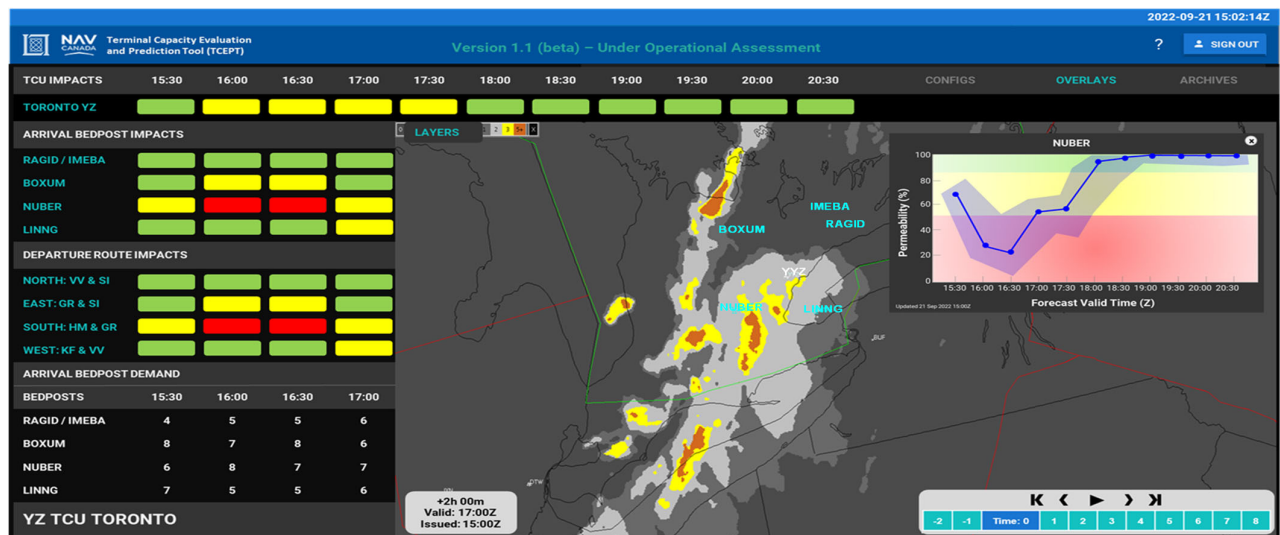 2022-09-21 15:02:14Z
NAV CANADA Terminal Capacity Evaluation and Prediction Tool (TCEPT)
Version 1.1 (beta) – Under Operational Assessment
? SIGN OUT
TCU IMPACTS 15:30 16:00 16:30 17:00 17:30 18:00 18:30 19:00 19:30 20:00 20:30 CONFIGS OVERLAYS ARCHIVES
TORONTO YZ
ARRIVAL BEDPOST IMPACTS
RAGID / IMEBA
BOXUM
NUBER
LINNG
DEPARTURE ROUTE IMPACTS
NORTH: VV & SI
EAST: GR & SI
SOUTH: HM & GR
WEST: KF & VV
ARRIVAL BEDPOST DEMAND
BEDPOSTS 15:30 16:00 16:30 17:00
RAGID / IMEBA 4 5 5 6
BOXUM 8 7 8 6
NUBER 6 8 7 7
LINNG 7 5 5 6
YZ TCU TORONTO
0 LAYERS 1 2 3 5+ X
IMEBA
RAGID
BOXUM
YYZ
NUBER
LINNG
BUF
DTW
+2h 00m
Valid: 17:00Z
Issued: 15:00Z
NUBER
Permeability (%)
100
80
60
40
20
0
15:30 16:00 16:30 17:00 17:30 18:00 18:30 19:00 19:30 20:00 20:30
Updated 21 Sep 2022 15:00Z
Forecast Valid Time (Z)
-2 -1 Time: 0 1 2 3 4 5 6 7 8